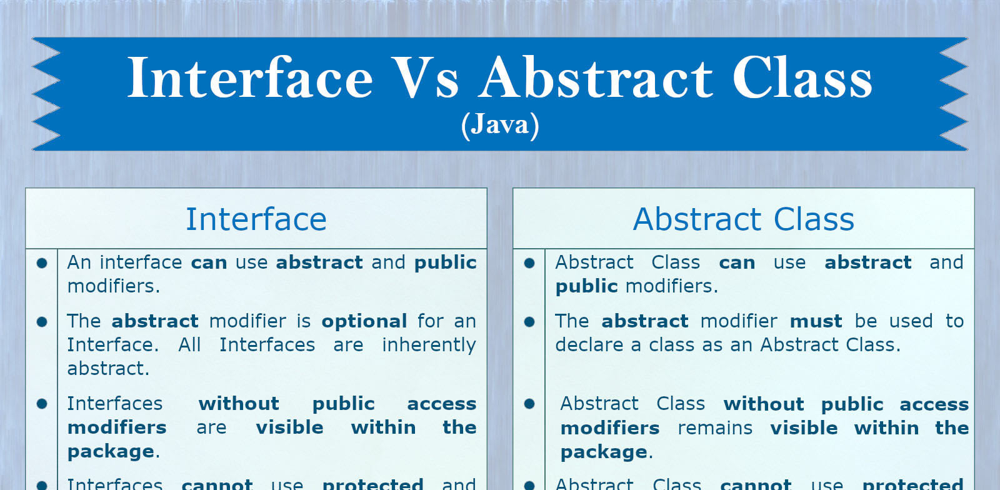 Interface Vs Abstract Class
(Java)
Interface
An interface can use abstract and public
modifiers.
The abstract modifier is optional for an
Interface. All Interfaces are inherently
abstract.
Interfaces without public access
modifiers are visible within the
package.
Interfaces cannot use protected and
Abstract Class
Abstract Class can use abstract and
public modifiers.
The abstract modifier must be used to
declare a class as an Abstract Class.
Abstract Class without public access
modifiers remains visible within the
package.
Abstract Class cannot use protected